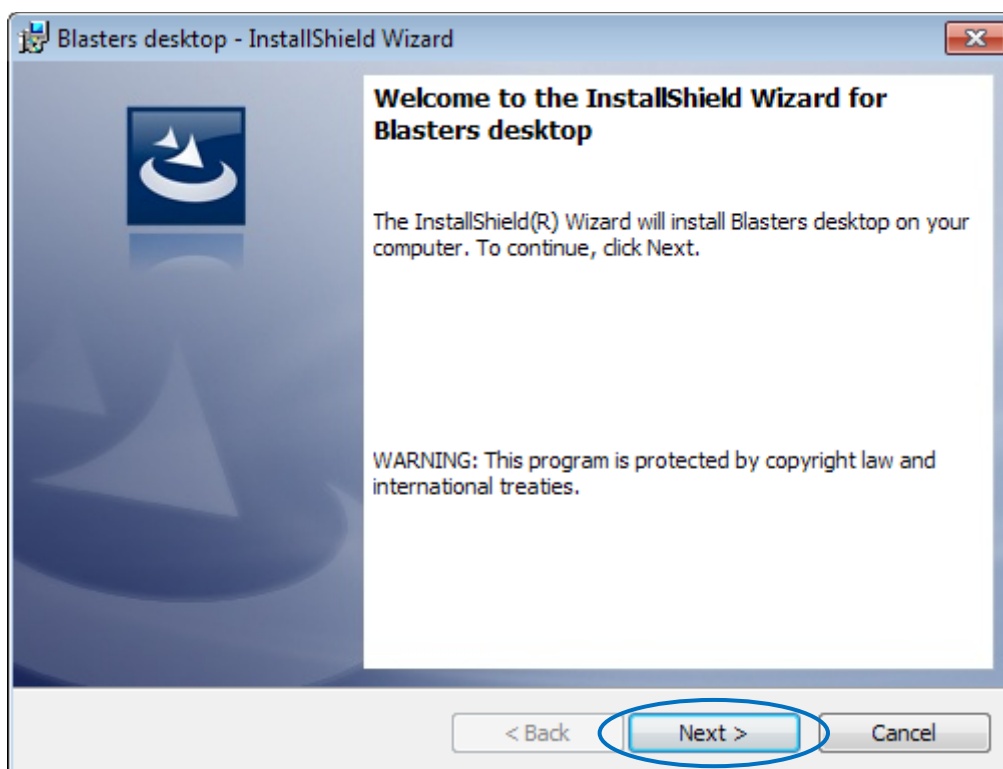 Blasters desktop - InstallShield Wizard
Welcome to the InstallShield Wizard for
Blasters desktop
The InstallShield(R) Wizard will install Blasters desktop on your
computer. To continue, click Next.
WARNING: This program is protected by copyright law and
international treaties.
< Back
Next >
Cancel